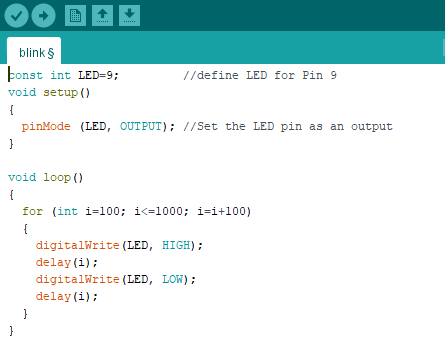 blink §
const int LED=9;         //define LED for Pin 9
void setup()
{
  pinMode (LED, OUTPUT); //Set the LED pin as an output
}
void loop()
{
  for (int i=100; i<=1000; i=i+100)
  {
    digitalWrite(LED, HIGH);
    delay(i);
    digitalWrite(LED, LOW);
    delay(i);
  }
}